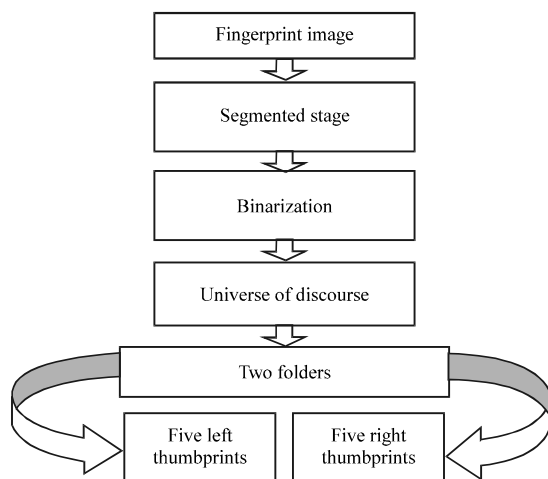 Fingerprint image
Segmented stage
Binarization
Universe of discourse
Two folders
Five left
thumbprints
Five right
thumbprints